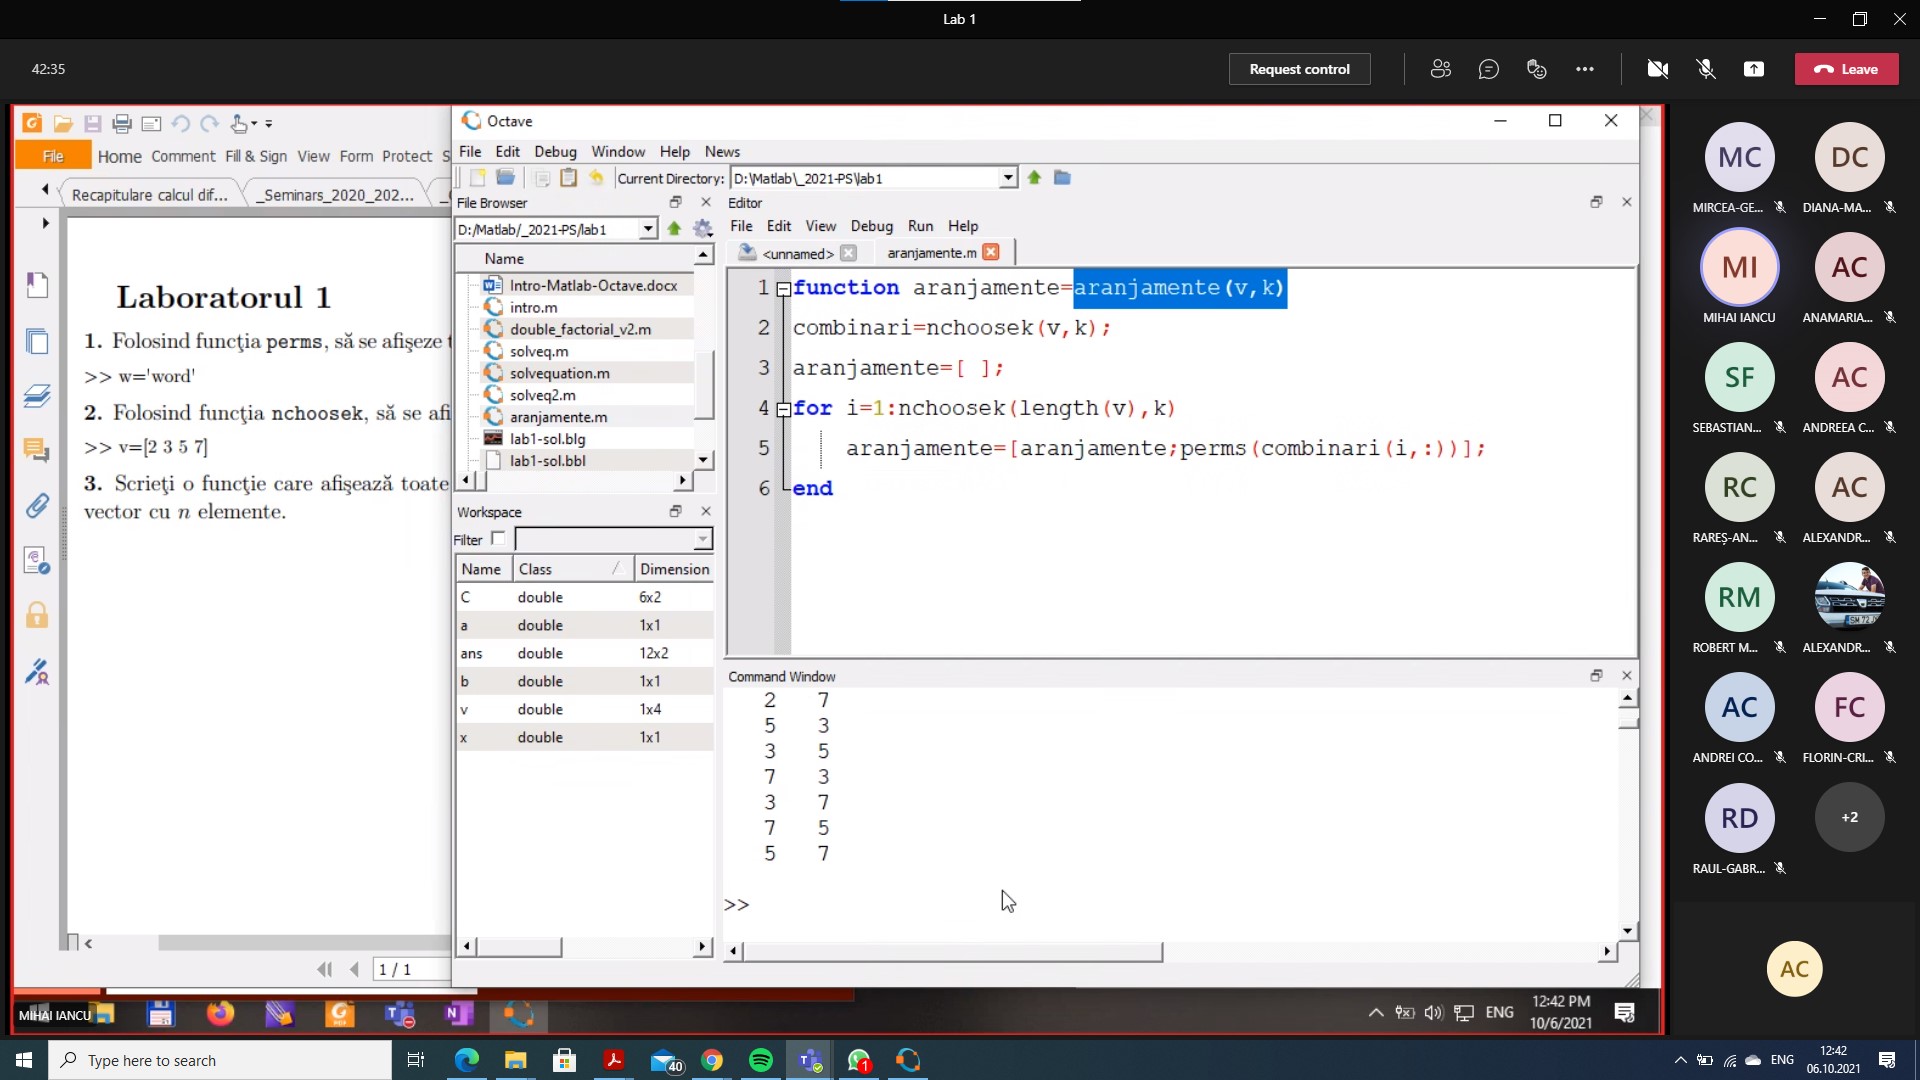 Lab 1
42:35
Request control
Leave
File
Home
Comment
Fill & Sign
View
Form
Protect
S
Recapitulare calcul dif...
_Seminars_2020_202...
Laboratorul 1
1. Folosind funcţia perms, să se afişeze t
>> w='word'
2. Folosind funcţia nchoosek, să se afi
>> v=[2 3 5 7]
3. Scrieţi o funcţie care afişează toate
vector cu n elemente.
1 / 1
Octave
File Edit Debug Window Help News
Current Directory: D:\Matlab\_2021-PS\lab1
File Browser
D:/Matlab/_2021-PS/lab1
Name
Intro-Matlab-Octave.docx
intro.m
double_factorial_v2.m
solveq.m
solvequation.m
solveq2.m
aranjamente.m
lab1-sol.blg
lab1-sol.bbl
Workspace
Filter
Name Class Dimension
C double 6x2
a double 1x1
ans double 12x2
b double 1x1
v double 1x4
x double 1x1
Editor
File Edit View Debug Run Help
<unnamed>
aranjamente.m
1 function aranjamente=aranjamente(v,k)
2 combinari=nchoosek(v,k);
3 aranjamente=[ ];
4 for i=1:nchoosek(length(v),k)
5 aranjamente=[aranjamente;perms(combinari(i,:))];
6 end
Command Window
2 7
5 3
3 5
7 3
3 7
7 5
5 7
>>
MC
MIRCEA-GE...
DC
DIANA-MA...
MI
MIHAI IANCU
AC
ANAMARIA...
SF
SEBASTIAN...
AC
ANDREEA C...
RC
RAREȘ-AN...
AC
ALEXANDR...
RM
ROBERT M...
ALEXANDR...
AC
ANDREI CO...
FC
FLORIN-CRI...
RD
RAUL-GABR...
+2
AC
MIHAI IANCU
ENG
12:42 PM
10/6/2021
Type here to search
40
1
ENG
12:42
06.10.2021